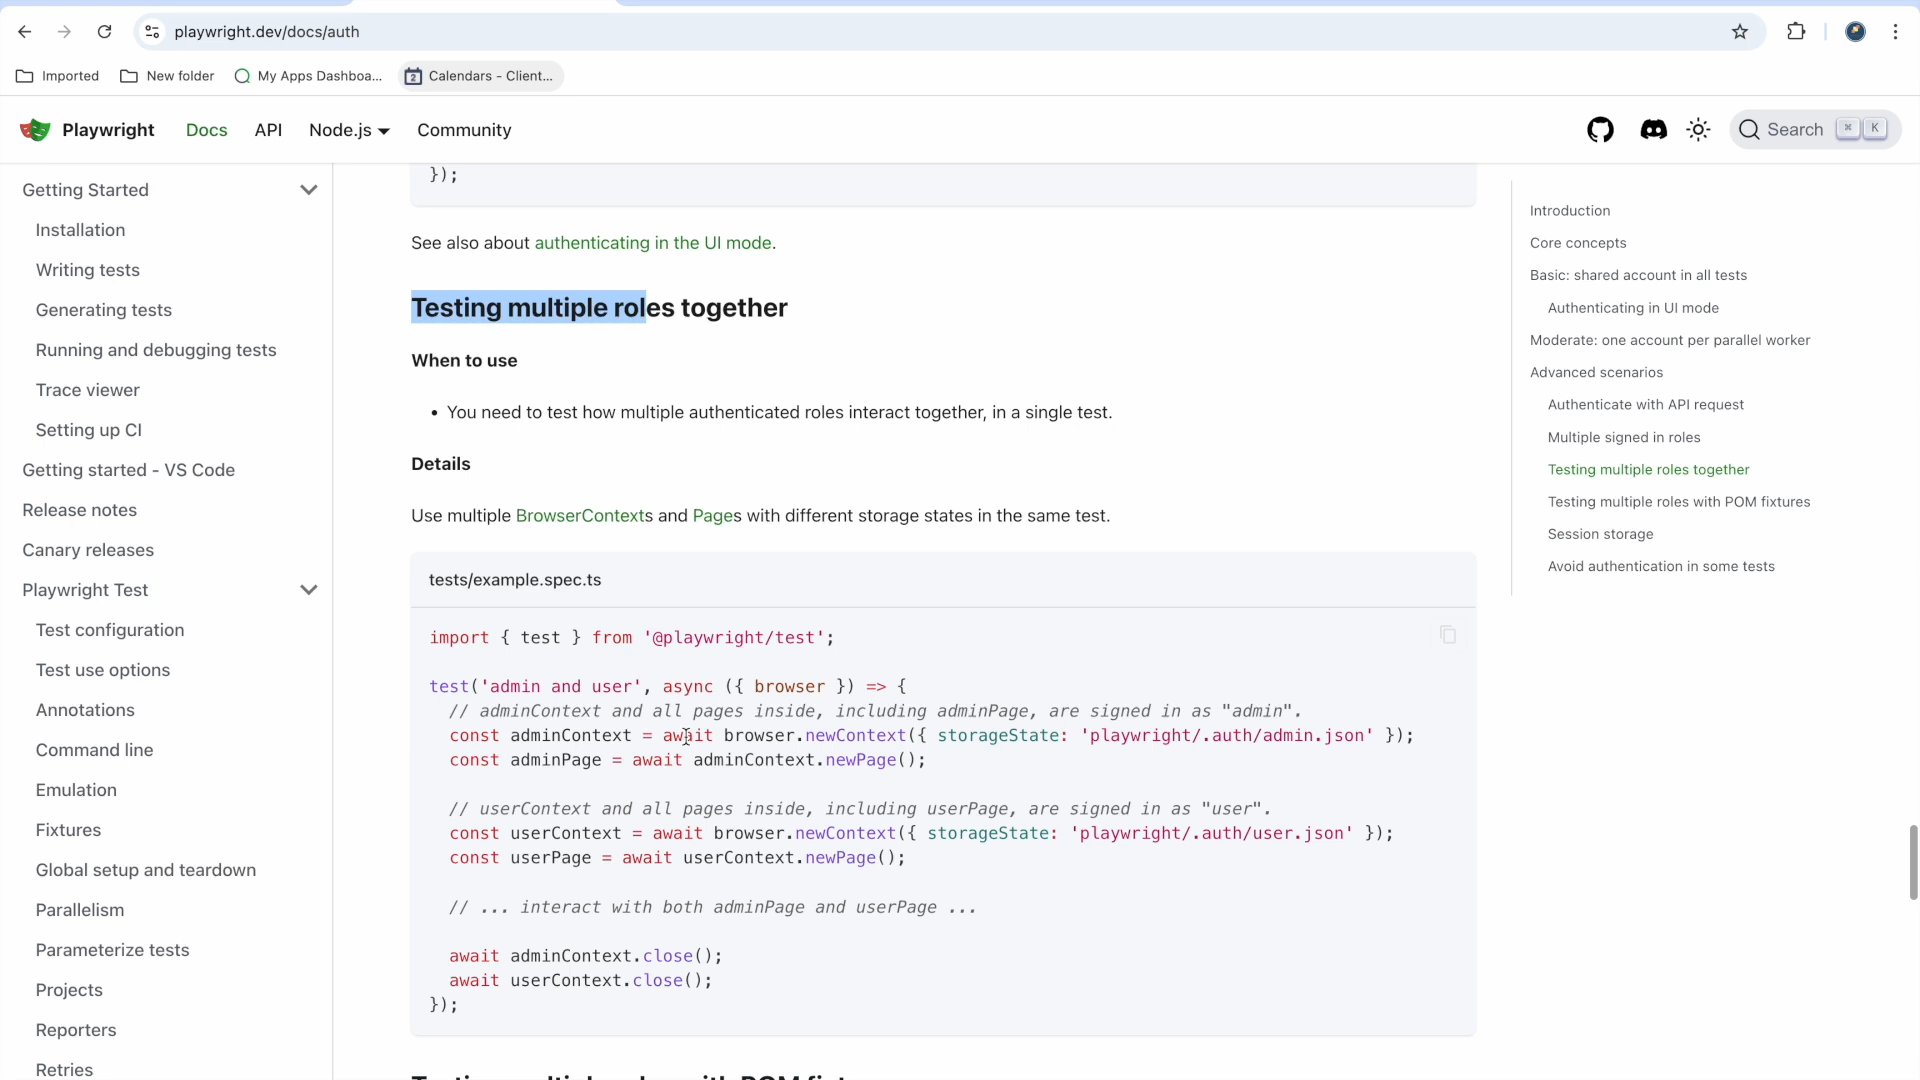 playwright.dev/docs/auth
Imported
New folder
My Apps Dashboa...
2 Calendars - Client...
Playwright
Docs
API
Node.js
Community
Search ⌘ K
Getting Started
Installation
Writing tests
Generating tests
Running and debugging tests
Trace viewer
Setting up CI
Getting started - VS Code
Release notes
Canary releases
Playwright Test
Test configuration
Test use options
Annotations
Command line
Emulation
Fixtures
Global setup and teardown
Parallelism
Parameterize tests
Projects
Reporters
Retries
});
See also about authenticating in the UI mode.
Testing multiple roles together
When to use
• You need to test how multiple authenticated roles interact together, in a single test.
Details
Use multiple BrowserContexts and Pages with different storage states in the same test.
tests/example.spec.ts
import { test } from '@playwright/test';
test('admin and user', async ({ browser }) => {
// adminContext and all pages inside, including adminPage, are signed in as "admin".
const adminContext = await browser.newContext({ storageState: 'playwright/.auth/admin.json' });
const adminPage = await adminContext.newPage();
// userContext and all pages inside, including userPage, are signed in as "user".
const userContext = await browser.newContext({ storageState: 'playwright/.auth/user.json' });
const userPage = await userContext.newPage();
// ... interact with both adminPage and userPage ...
await adminContext.close();
await userContext.close();
});
Introduction
Core concepts
Basic: shared account in all tests
Authenticating in UI mode
Moderate: one account per parallel worker
Advanced scenarios
Authenticate with API request
Multiple signed in roles
Testing multiple roles together
Testing multiple roles with POM fixtures
Session storage
Avoid authentication in some tests